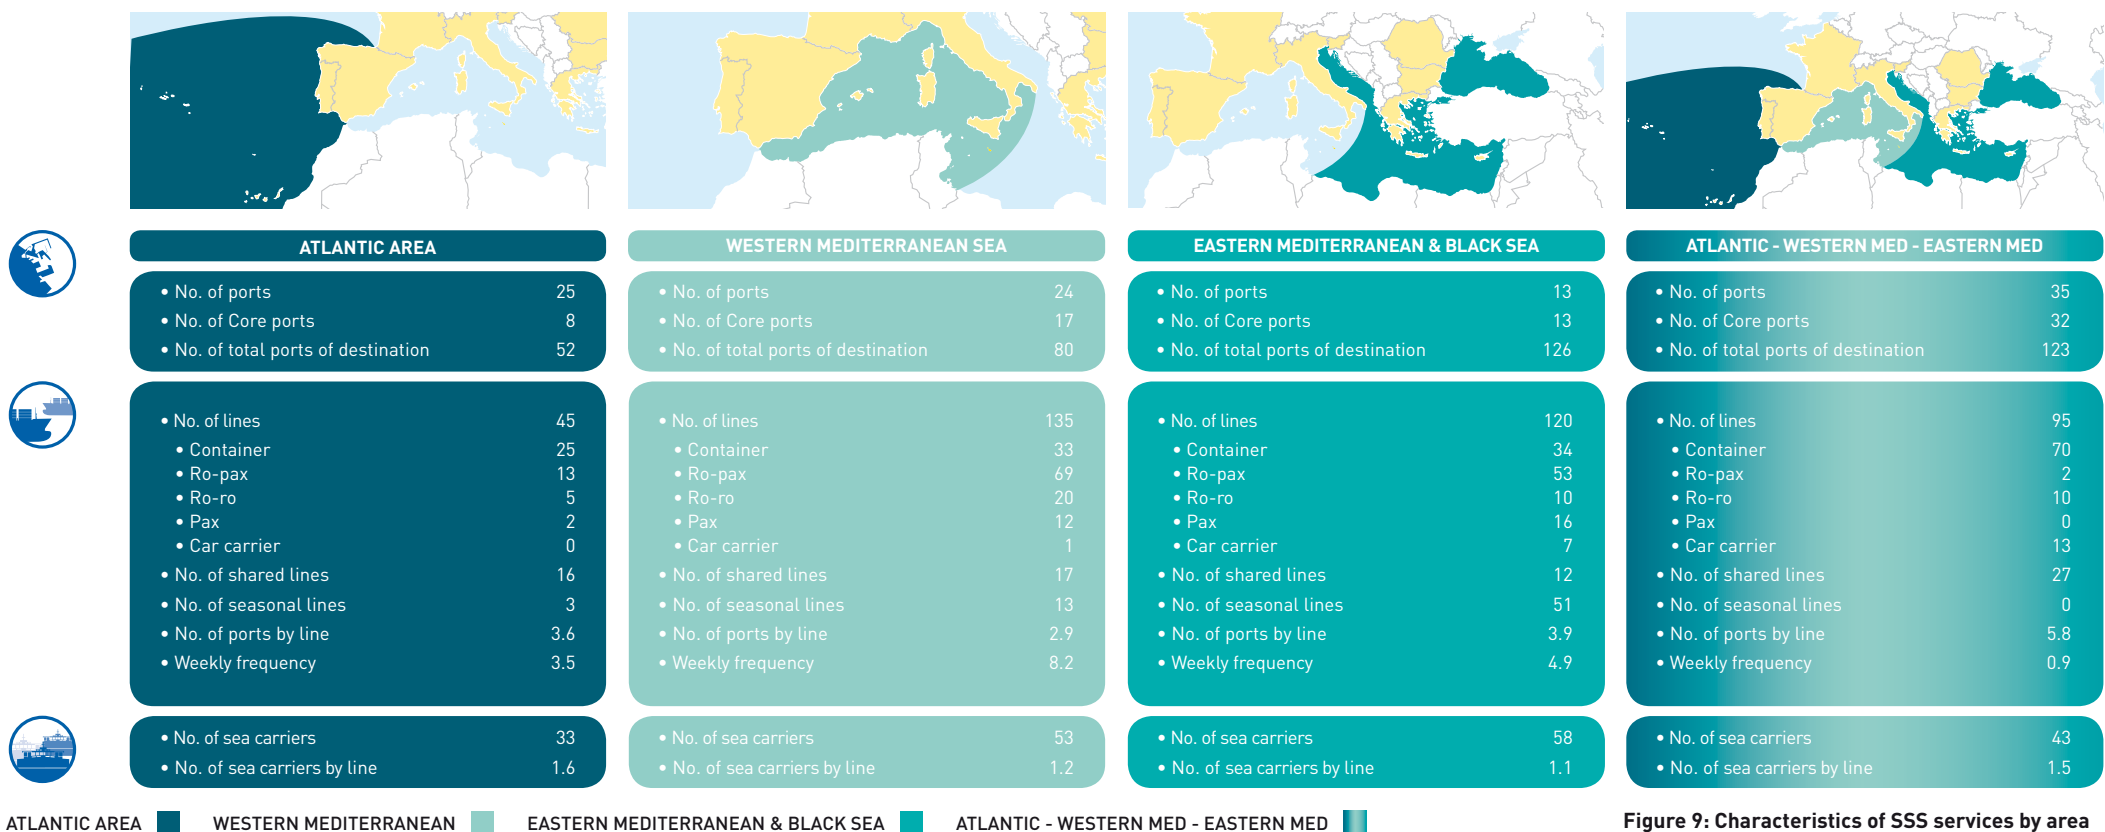 ATLANTIC AREA
• No. of ports 25
• No. of Core ports 8
• No. of total ports of destination 52
• No. of lines 45
• Container 25
• Ro-pax 13
• Ro-ro 5
• Pax 2
• Car carrier 0
• No. of shared lines 16
• No. of seasonal lines 3
• No. of ports by line 3.6
• Weekly frequency 3.5
• No. of sea carriers 33
• No. of sea carriers by line 1.6
WESTERN MEDITERRANEAN SEA
• No. of ports 24
• No. of Core ports 17
• No. of total ports of destination 80
• No. of lines 135
• Container 33
• Ro-pax 69
• Ro-ro 20
• Pax 12
• Car carrier 1
• No. of shared lines 17
• No. of seasonal lines 13
• No. of ports by line 2.9
• Weekly frequency 8.2
• No. of sea carriers 53
• No. of sea carriers by line 1.2
EASTERN MEDITERRANEAN & BLACK SEA
• No. of ports 13
• No. of Core ports 13
• No. of total ports of destination 126
• No. of lines 120
• Container 34
• Ro-pax 53
• Ro-ro 10
• Pax 16
• Car carrier 7
• No. of shared lines 12
• No. of seasonal lines 51
• No. of ports by line 3.9
• Weekly frequency 4.9
• No. of sea carriers 58
• No. of sea carriers by line 1.1
ATLANTIC - WESTERN MED - EASTERN MED
• No. of ports 35
• No. of Core ports 32
• No. of total ports of destination 123
• No. of lines 95
• Container 70
• Ro-pax 2
• Ro-ro 10
• Pax 0
• Car carrier 13
• No. of shared lines 27
• No. of seasonal lines 0
• No. of ports by line 5.8
• Weekly frequency 0.9
• No. of sea carriers 43
• No. of sea carriers by line 1.5
ATLANTIC AREA WESTERN MEDITERRANEAN EASTERN MEDITERRANEAN & BLACK SEA ATLANTIC - WESTERN MED - EASTERN MED
Figure 9: Characteristics of SSS services by area